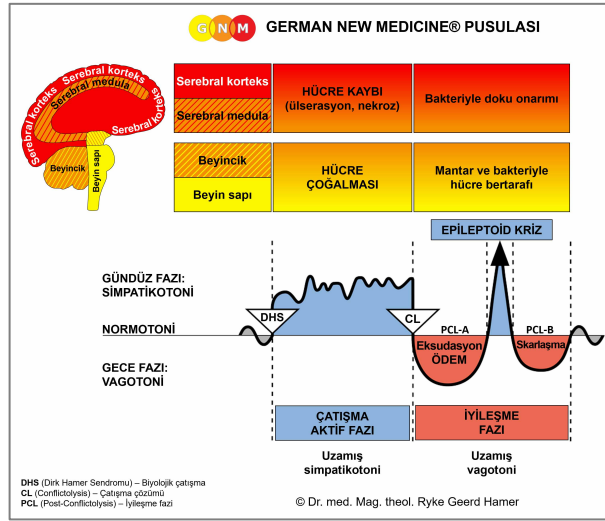 G N M GERMAN NEW MEDICINE® PUSULASI
Serebral korteks
Serebral medula
Serebral korteks
Serebral korteks
Serebral korteks
Beyincik
Beyin sapı
Serebral korteks
Serebral medula
HÜCRE KAYBI
(ülserasyon, nekroz)
Bakteriyle doku onarımı
Beyincik
Beyin sapı
HÜCRE
ÇOĞALMASI
Mantar ve bakteriyle
hücre bertarafı
EPİLEPTOİD KRİZ
GÜNDÜZ FAZI:
SİMPATİKOTONİ
DHS
CL
NORMOTONİ
PCL-A
Eksudasyon
ÖDEM
PCL-B
Skarlaşma
GECE FAZI:
VAGOTONİ
ÇATIŞMA
AKTİF FAZI
İYİLEŞME
FAZI
Uzamış
simpatikotoni
Uzamış
vagotoni
DHS (Dirk Hamer Sendromu) – Biyolojik çatışma
CL (Conflictolysis) – Çatışma çözümü
PCL (Post-Conflictolysis) – İyileşme fazi
© Dr. med. Mag. theol. Ryke Geerd Hamer